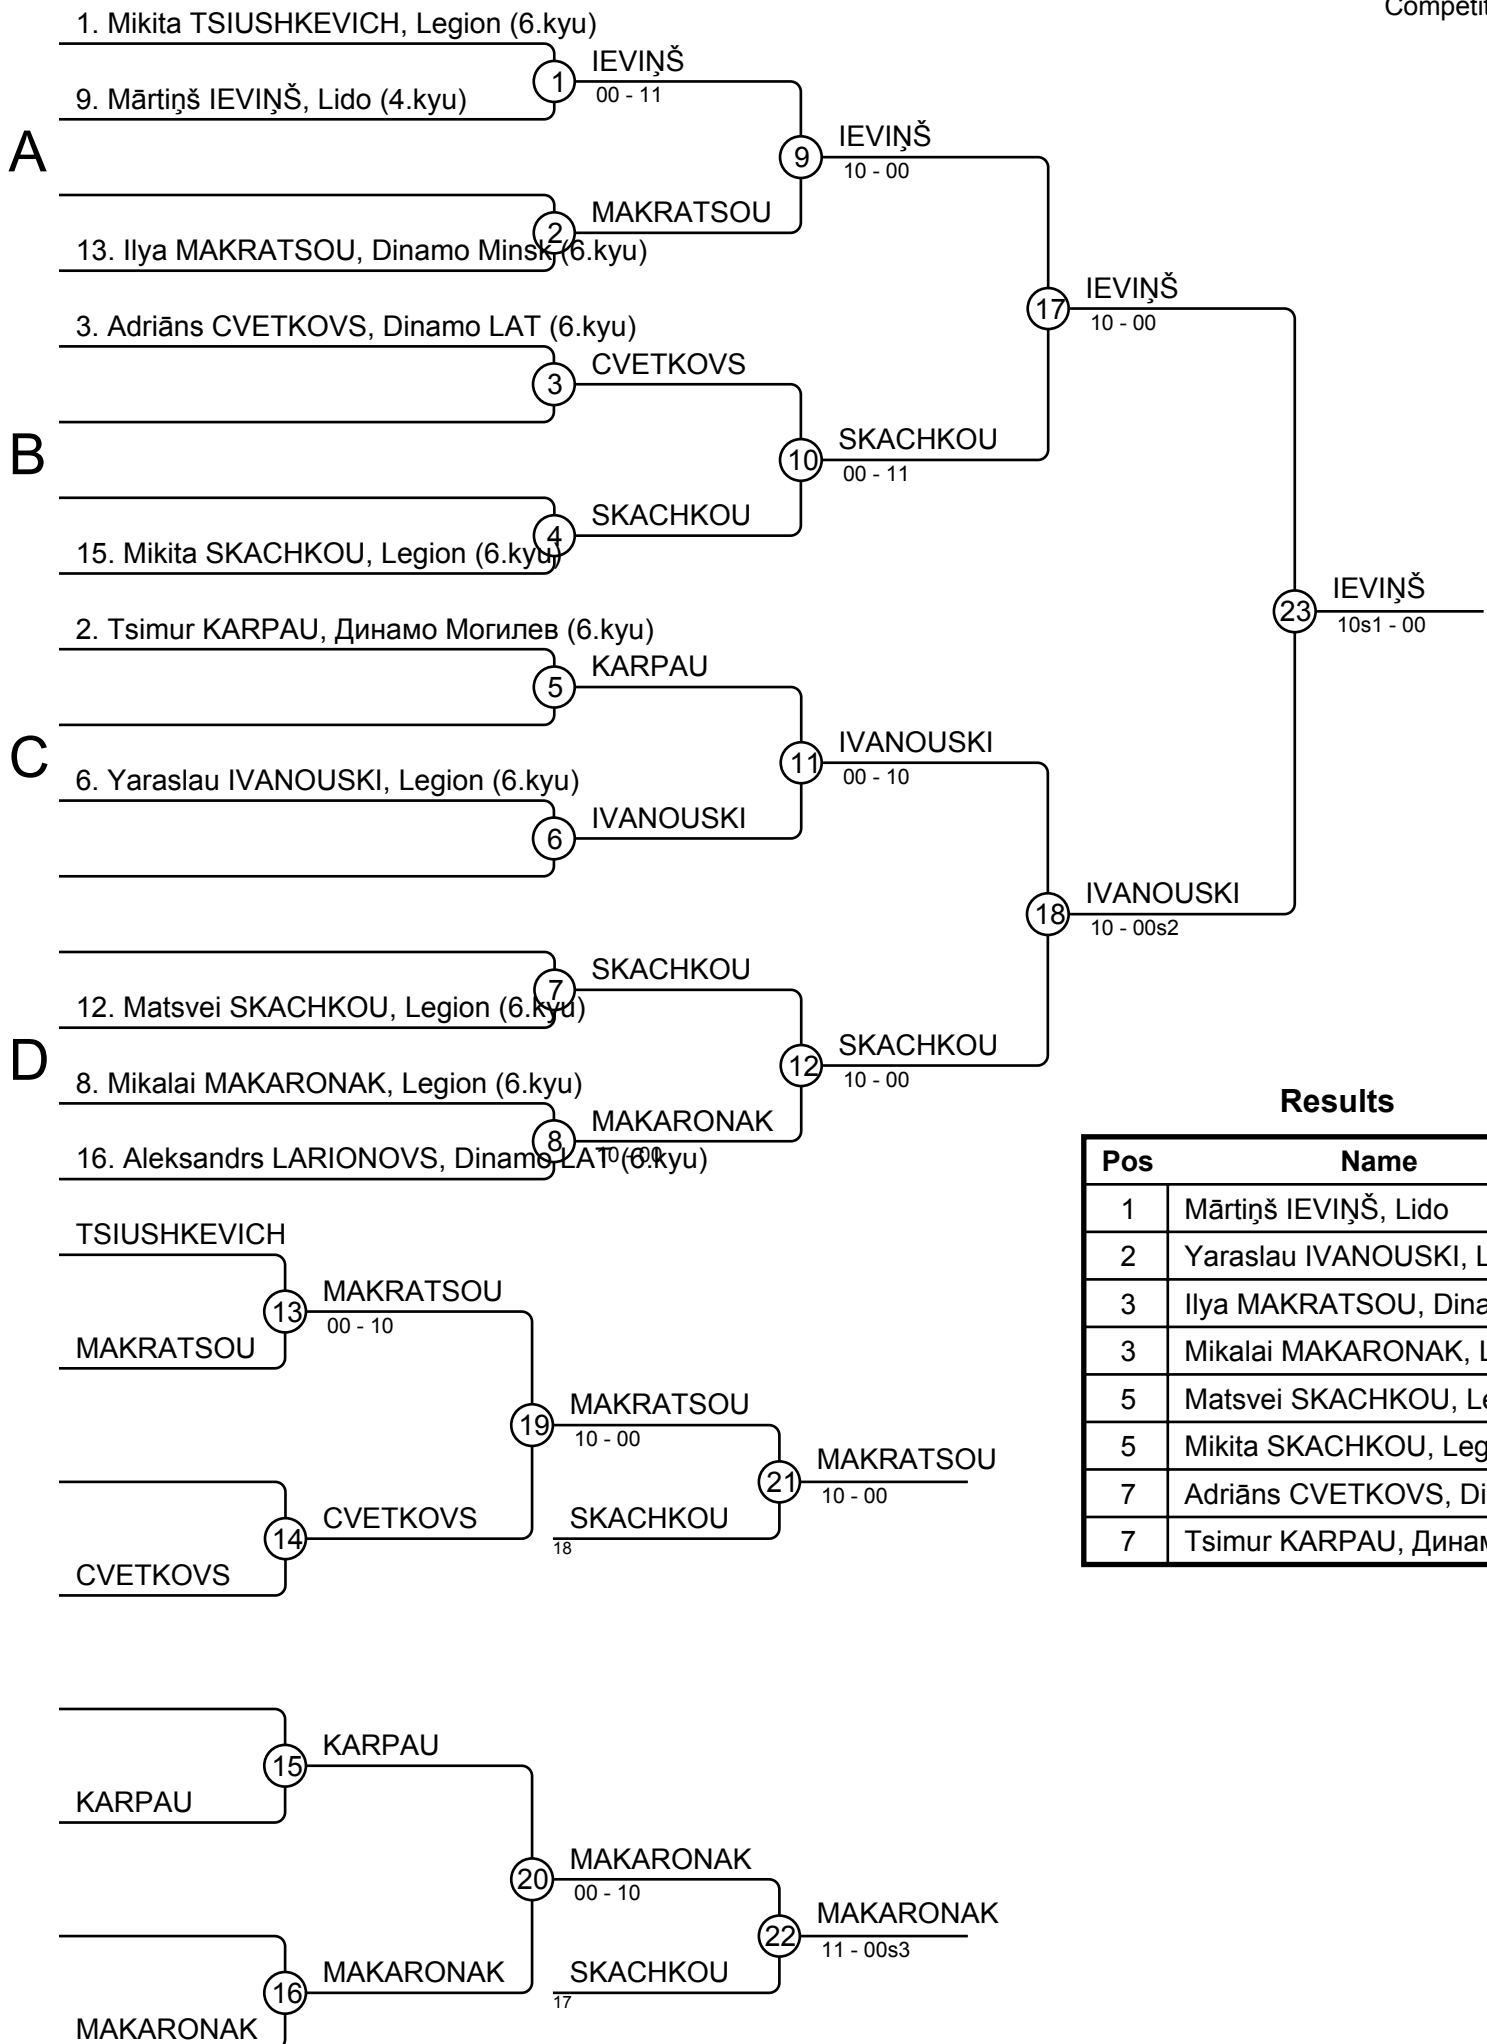 Competit
1. Mikita TSIUSHKEVICH, Legion (6.kyu)
IEVIŅŠ
1
00 - 11
9. Mārtiņš IEVIŅŠ, Lido (4.kyu)
A
IEVIŅŠ
9
10 - 00
MAKRATSOU
2
13. Ilya MAKRATSOU, Dinamo Minsk (6.kyu)
IEVIŅŠ
17
10 - 00
3. Adriāns CVETKOVS, Dinamo LAT (6.kyu)
CVETKOVS
3
B
SKACHKOU
10
00 - 11
SKACHKOU
4
15. Mikita SKACHKOU, Legion (6.kyu)
IEVIŅŠ
23
10s1 - 00
2. Tsimur KARPAU, Динамо Могилев (6.kyu)
KARPAU
5
C
IVANOUSKI
11
00 - 10
6. Yaraslau IVANOUSKI, Legion (6.kyu)
IVANOUSKI
6
IVANOUSKI
18
10 - 00s2
SKACHKOU
7
12. Matsvei SKACHKOU, Legion (6.kyu)
D
SKACHKOU
12
10 - 00
8. Mikalai MAKARONAK, Legion (6.kyu)
MAKARONAK
8
10 - 00
16. Aleksandrs LARIONOVS, Dinamo LAT (6.kyu)
Results
Pos Name
1 Mārtiņš IEVIŅŠ, Lido
2 Yaraslau IVANOUSKI, L
3 Ilya MAKRATSOU, Dina
3 Mikalai MAKARONAK, L
5 Matsvei SKACHKOU, Le
5 Mikita SKACHKOU, Leg
7 Adriāns CVETKOVS, Di
7 Tsimur KARPAU, Динам
TSIUSHKEVICH
MAKRATSOU
13
00 - 10
MAKRATSOU
MAKRATSOU
19
10 - 00
MAKRATSOU
21
10 - 00
CVETKOVS
14
SKACHKOU
18
CVETKOVS
KARPAU
15
KARPAU
MAKARONAK
20
00 - 10
MAKARONAK
22
11 - 00s3
MAKARONAK
16
SKACHKOU
17
MAKARONAK